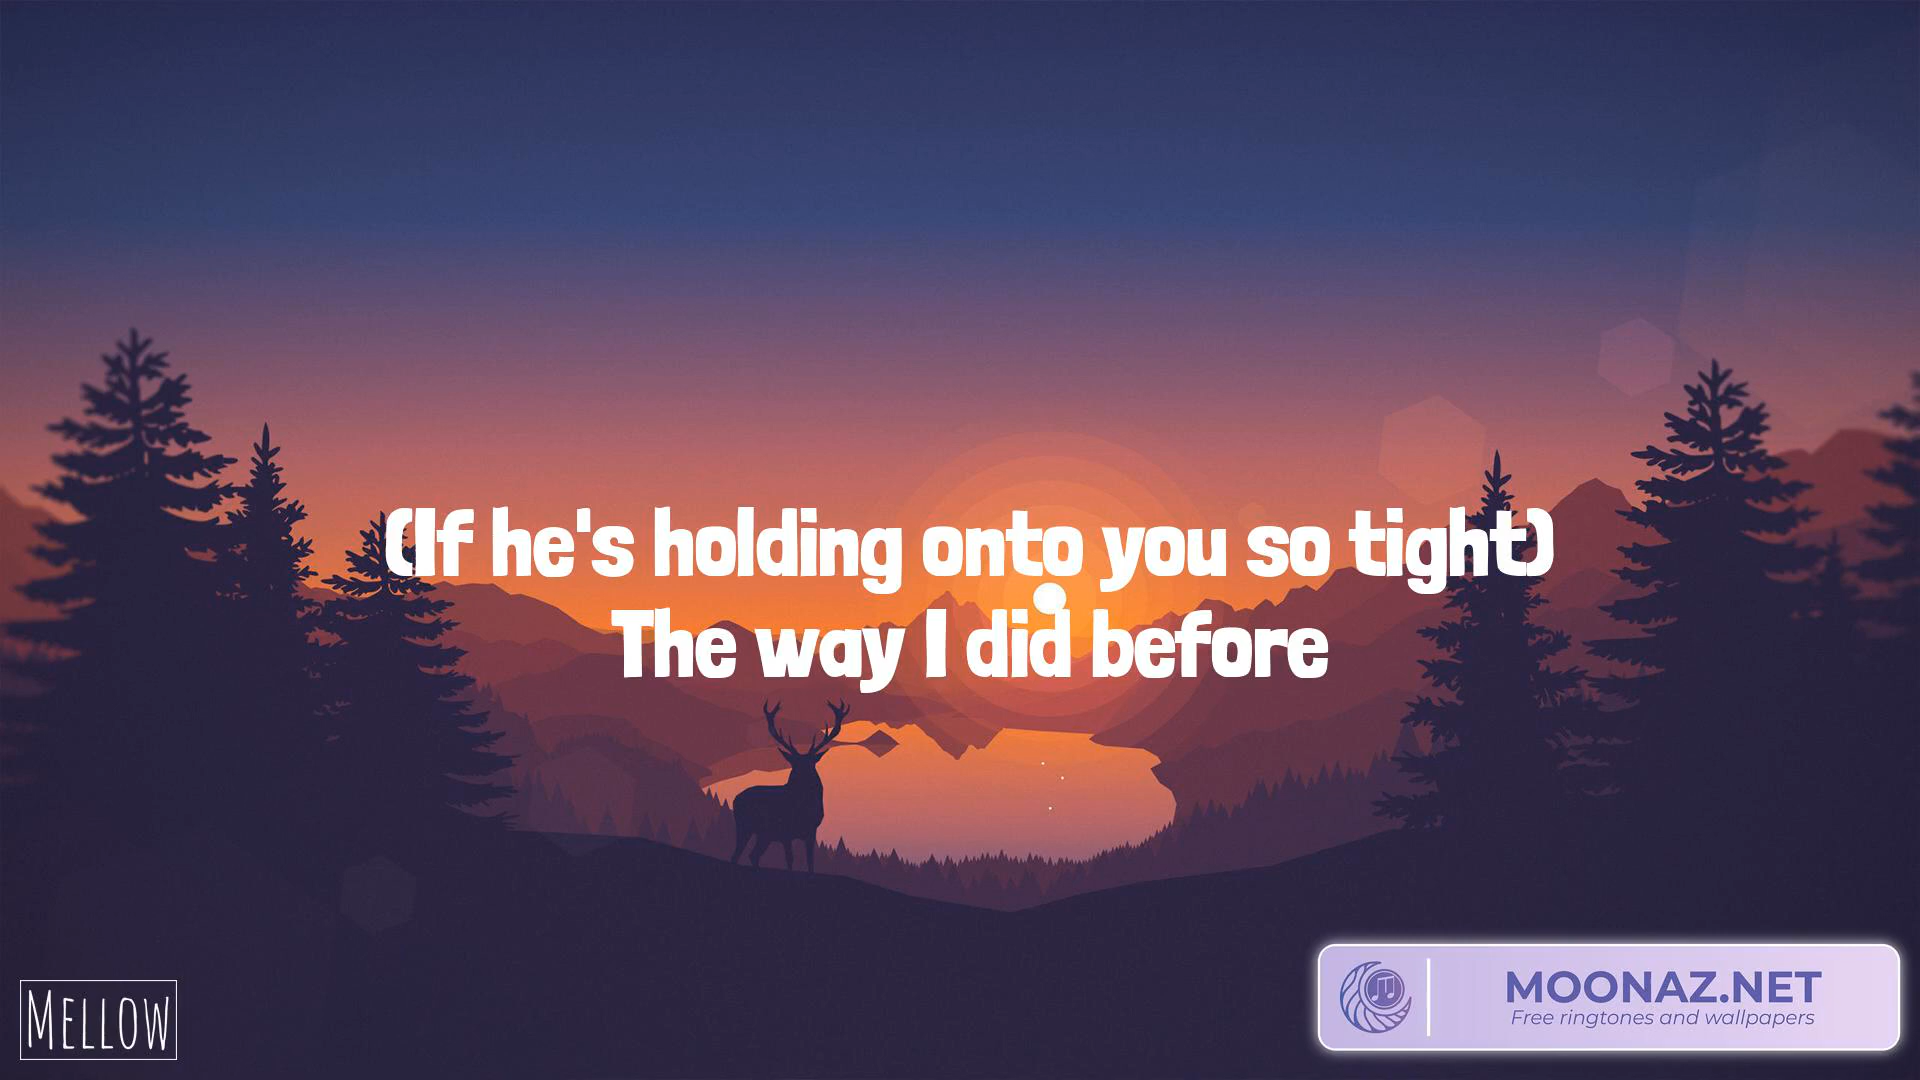 (If he's holding onto you so tight)
The way I did before
MELLOW
MOONAZ.NET
Free ringtones and wallpapers